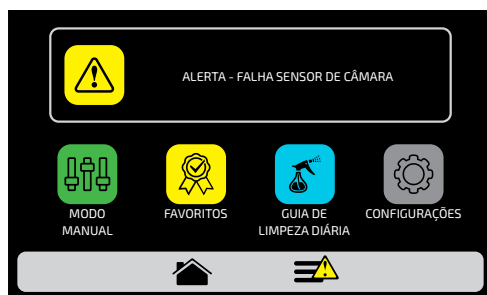 ALERTA - FALHA SENSOR DE CÂMARA
MODO
MANUAL
FAVORITOS
GUIA DE
LIMPEZA DIÁRIA
CONFIGURAÇÕES